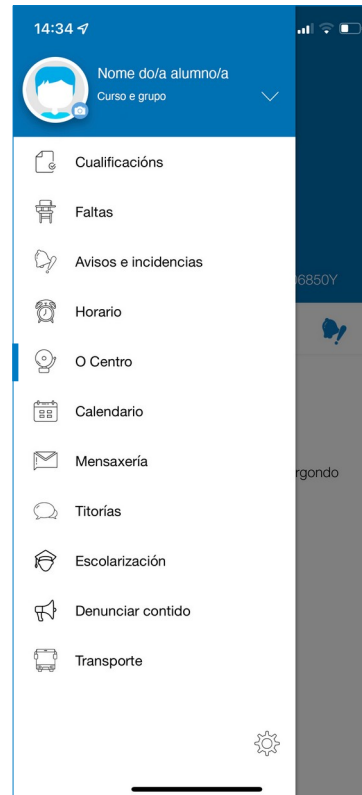 14:34
Nome do/a alumno/a
Curso e grupo
Cualificacións
Faltas
Avisos e incidencias
06850Y
Horario
O Centro
Calendario
Mensaxería
rgondo
Titorías
Escolarización
Denunciar contido
Transporte